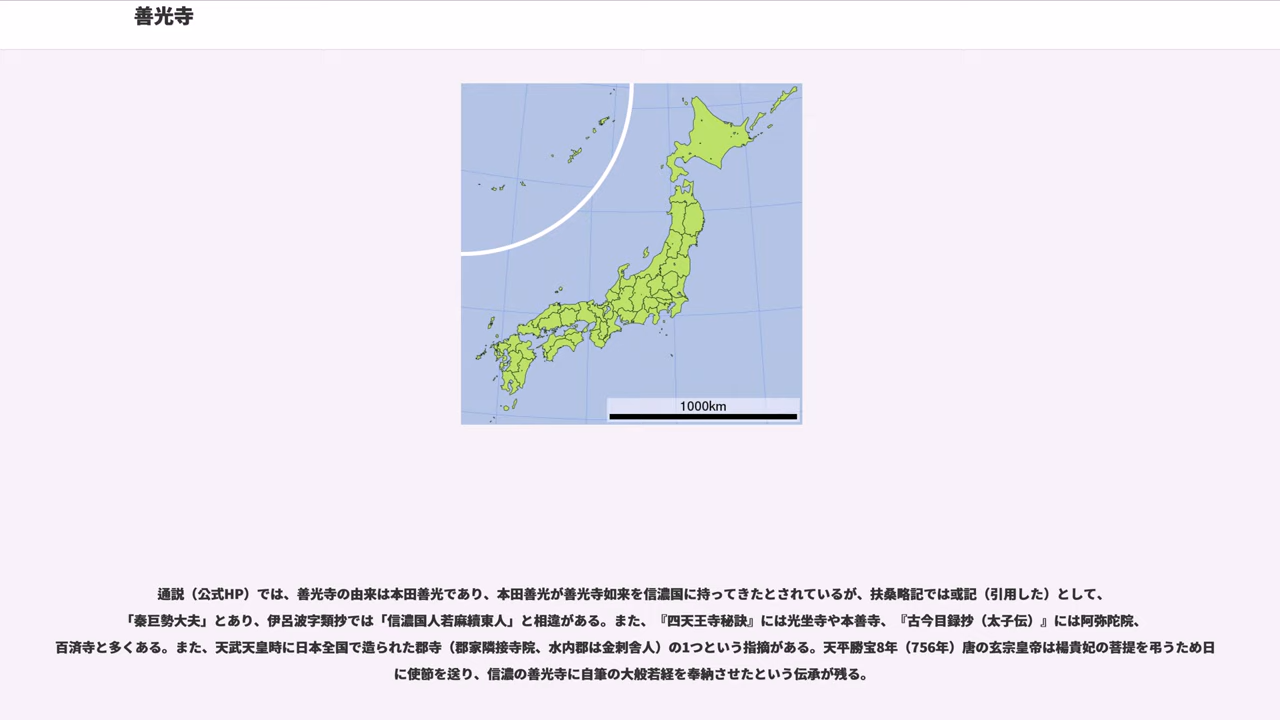 善光寺
1000km
通説（公式HP）では、善光寺の由来は本田善光であり、本田善光が善光寺如来を信濃国に持ってきたとされているが、扶桑略記では或記（引用した）として、
「秦巨勢大夫」とあり、伊呂波字類抄では「信濃国人若麻績東人」と相違がある。また、『四天王寺秘訣』には光坐寺や本善寺、『古今目録抄（太子伝）』には阿弥陀院、
百済寺と多くある。また、天武天皇時に日本全国で造られた郡寺（郡家隣接寺院、水内郡は金刺舎人）の1つという指摘がある。天平勝宝8年（756年）唐の玄宗皇帝は楊貴妃の菩提を弔うため日
に使節を送り、信濃の善光寺に自筆の大般若経を奉納させたという伝承が残る。